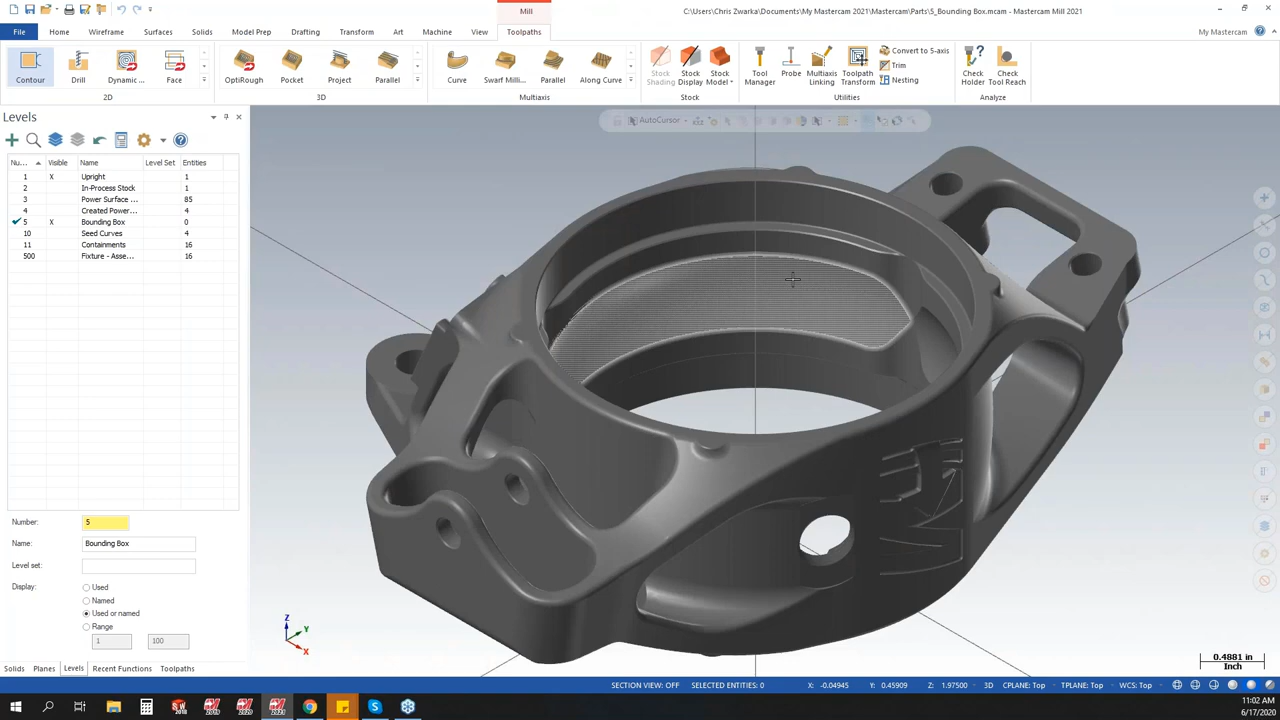 Mill
C:\Users\Chris Zwarka\Documents\My Mastercam 2021\Mastercam\Parts\5_Bounding Box.mcam - Mastercam Mill 2021
File Home Wireframe Surfaces Solids Model Prep Drafting Transform Art Machine View Toolpaths My Mastercam
Contour Drill Dynamic ... Face OptiRough Pocket Project Parallel Curve Swarf Milli... Parallel Along Curve Stock Shading Stock Display Stock Model Tool Manager Probe Multiaxis Linking Toolpath Transform Convert to 5-axis Trim Nesting Check Holder Check Tool Reach
2D 3D Multiaxis Stock Utilities Analyze
Levels
AutoCursor
Nu... Visible Name Level Set Entities
1 X Upright 1
2 In-Process Stock 1
3 Power Surface ... 85
4 Created Power... 4
5 X Bounding Box 0
10 Seed Curves 4
11 Containments 16
500 Fixture - Asse... 16
Number: 5
Name: Bounding Box
Level set:
Display: Used
Named
Used or named
Range
1 100
Z
Y
X
0.4881 in
Inch
Solids Planes Levels Recent Functions Toolpaths
SECTION VIEW: OFF SELECTED ENTITIES: 0 X: -0.04945 Y: 0.45909 Z: 1.97500 3D CPLANE: Top TPLANE: Top WCS: Top
11:02 AM
6/17/2020